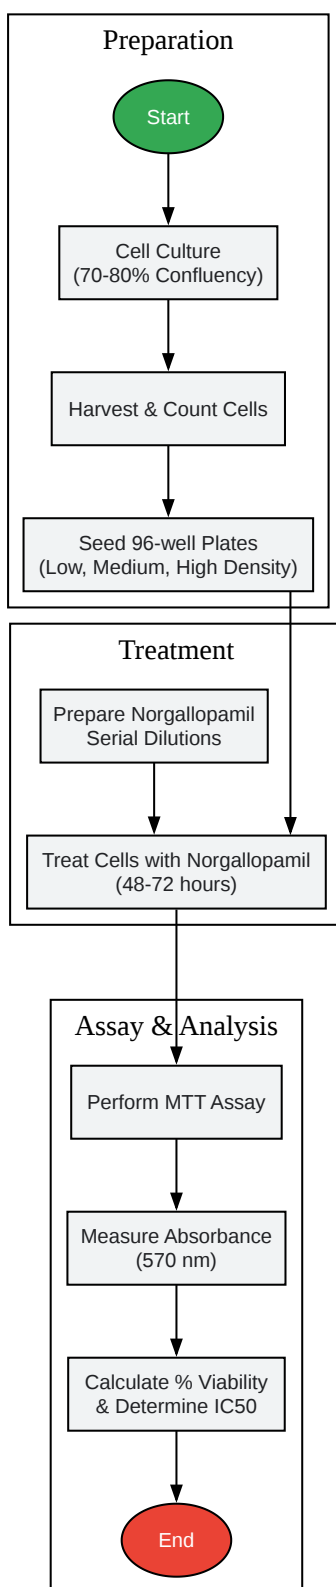 Preparation
Start
Cell Culture
(70-80% Confluency)
Harvest & Count Cells
Seed 96-well Plates
(Low, Medium, High Density)
Treatment
Prepare Norgallopamil
Serial Dilutions
Treat Cells with Norgallopamil
(48-72 hours)
Assay & Analysis
Perform MTT Assay
Measure Absorbance
(570 nm)
Calculate % Viability
& Determine IC50
End